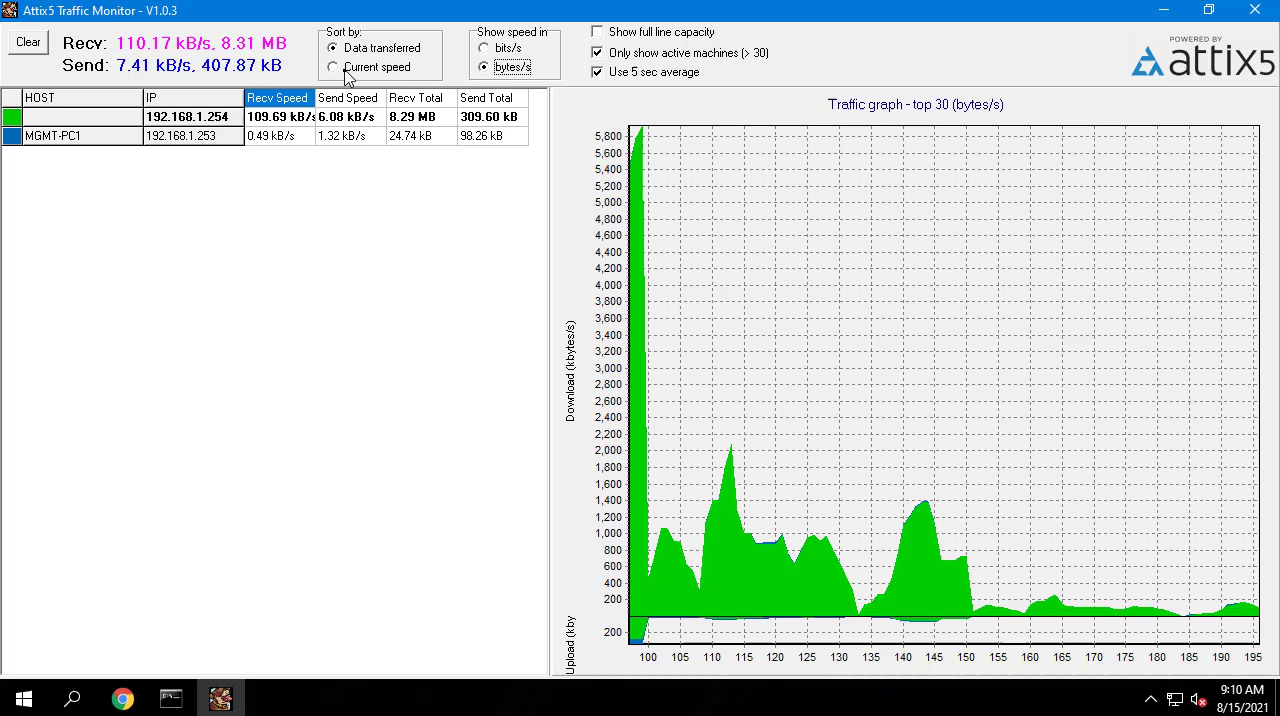 Attix5 Traffic Monitor - V1.0.3
Clear
Recv: 110.17 kB/s, 8.31 MB
Send: 7.41 kB/s, 407.87 kB
Sort by:
Data transferred
Current speed
Show speed in
bits/s
bytes/s
Show full line capacity
Only show active machines (> 30)
Use 5 sec average
POWERED BY
attix5
HOST IP Recv Speed Send Speed Recv Total Send Total
192.168.1.254 109.69 kB/s 6.08 kB/s 8.29 MB 309.60 kB
MGMT-PC1 192.168.1.253 0.49 kB/s 1.32 kB/s 24.74 kB 98.26 kB
Traffic graph - top 30 (bytes/s)
5,800
5,600
5,400
5,200
5,000
4,800
4,600
4,400
4,200
4,000
3,800
3,600
3,400
3,200
3,000
2,800
2,600
2,400
2,200
2,000
1,800
1,600
1,400
1,200
1,000
800
600
400
200
200
Download (kbytes/s)
Upload (kby
100 105 110 115 120 125 130 135 140 145 150 155 160 165 170 175 180 185 190 195
9:10 AM
8/15/2021